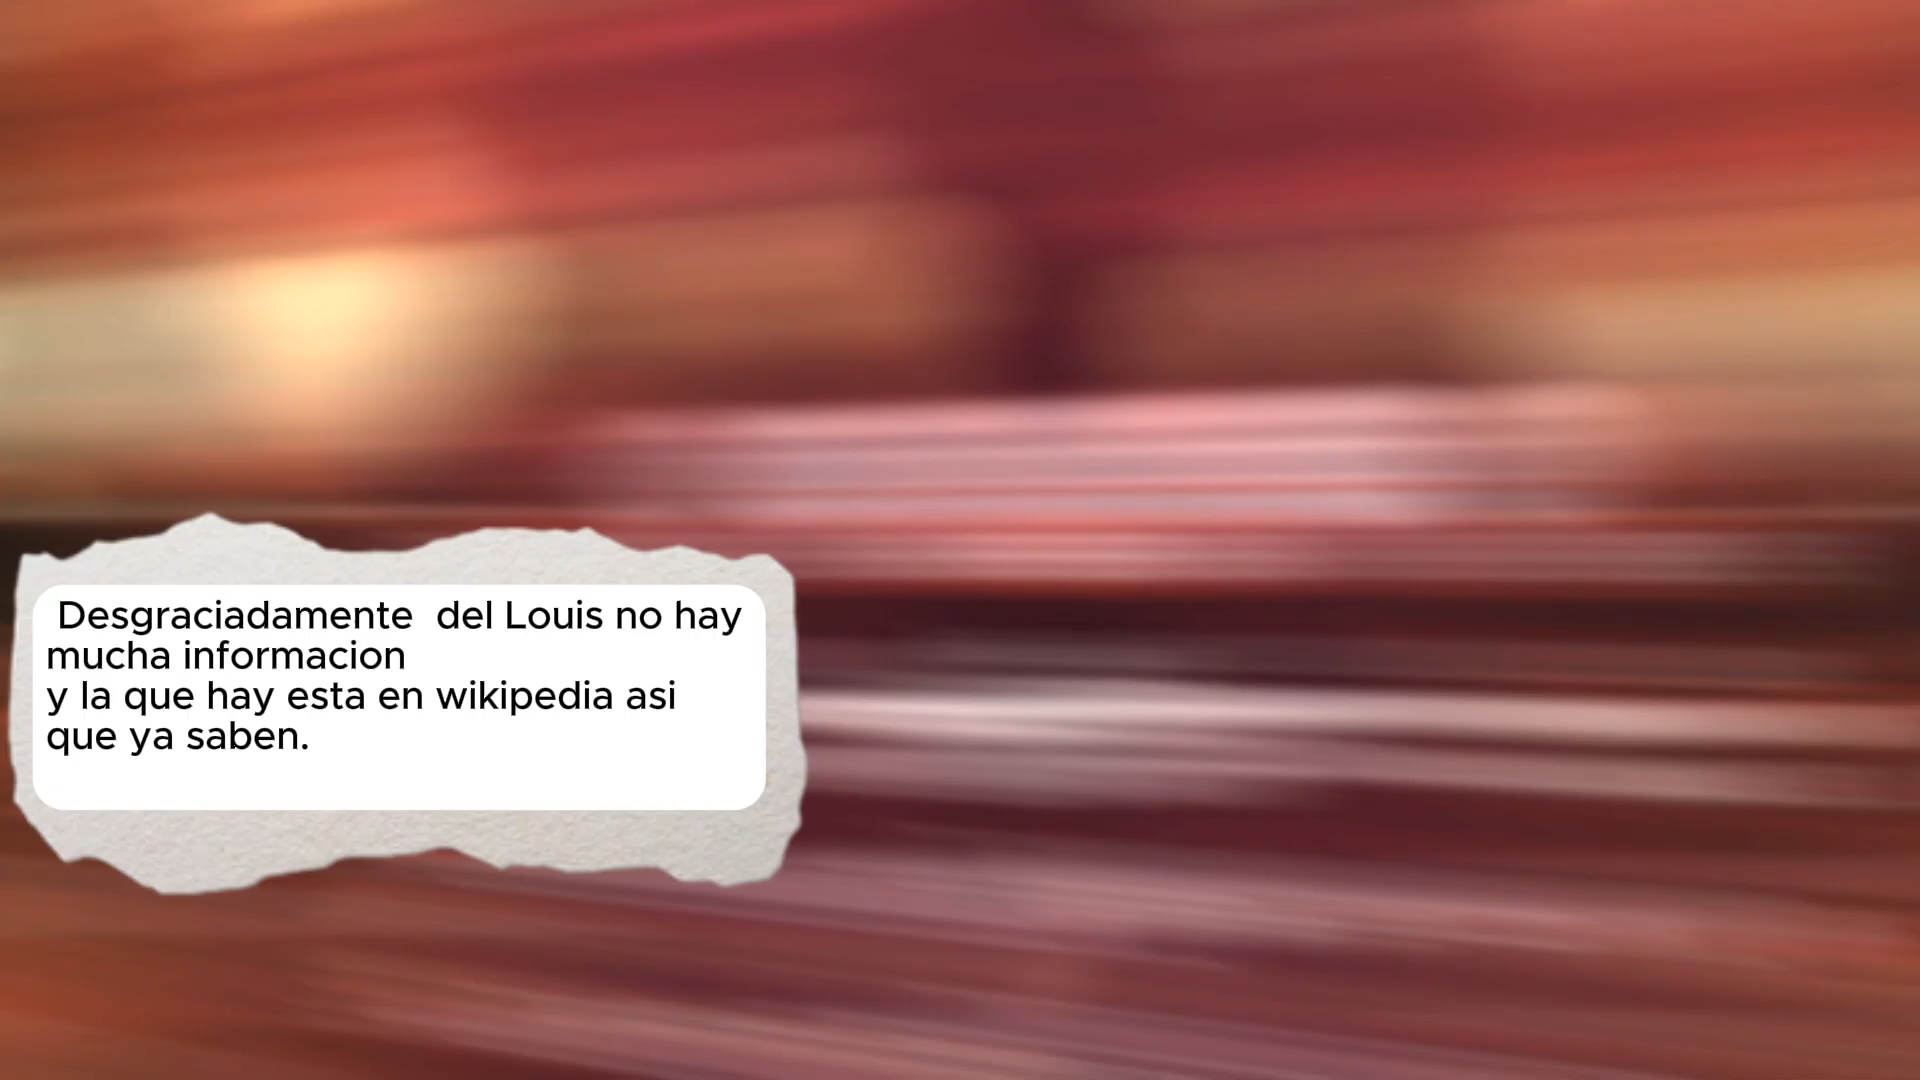 Desgraciadamente  del Louis no hay
mucha informacion
y la que hay esta en wikipedia asi
que ya saben.